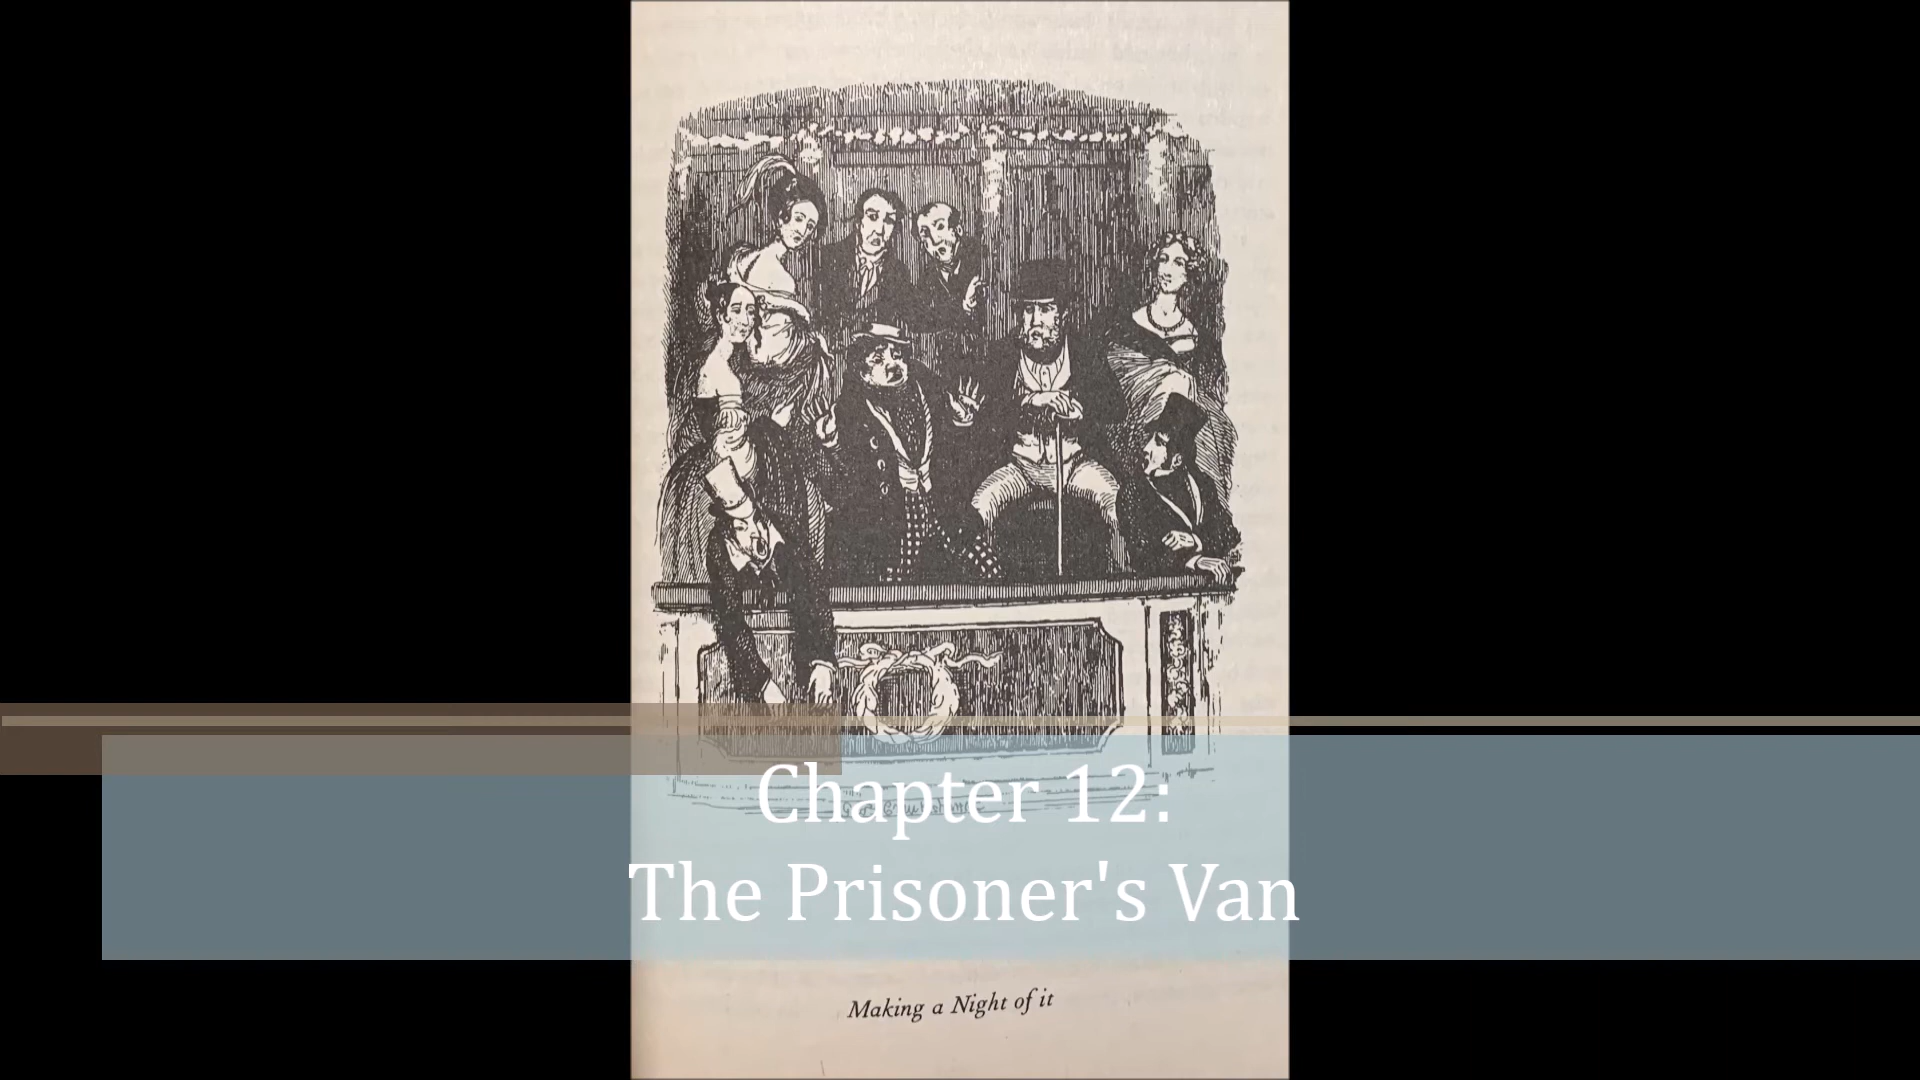 Chapter 12:
The Prisoner's Van
Making a Night of it